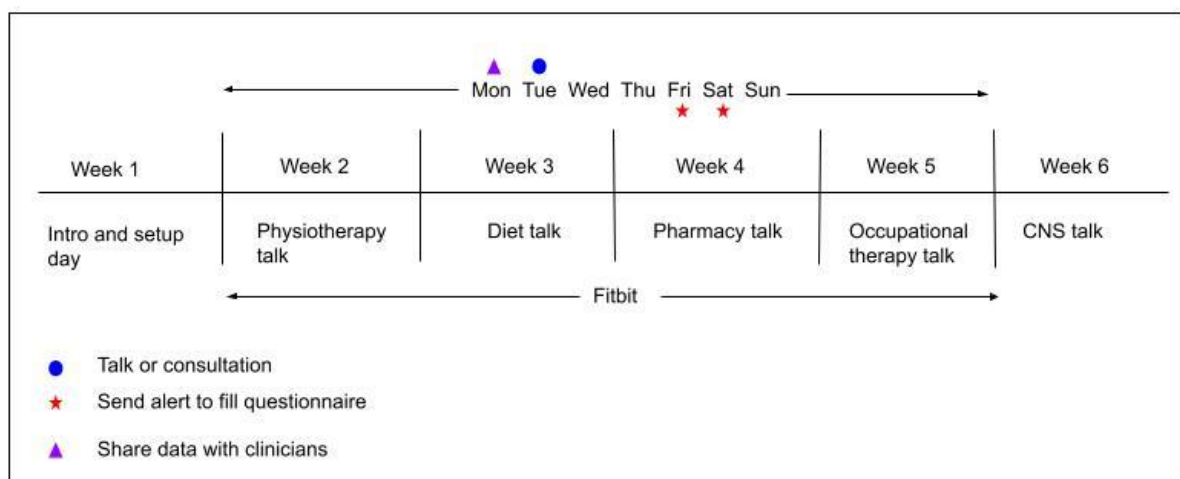 Mon Tue Wed Thu Fri Sat Sun
Week 1
Week 2
Week 3
Week 4
Week 5
Week 6
Intro and setup
day
Physiotherapy
talk
Diet talk
Pharmacy talk
Occupational
therapy talk
CNS talk
Fitbit
Talk or consultation
Send alert to fill questionnaire
Share data with clinicians